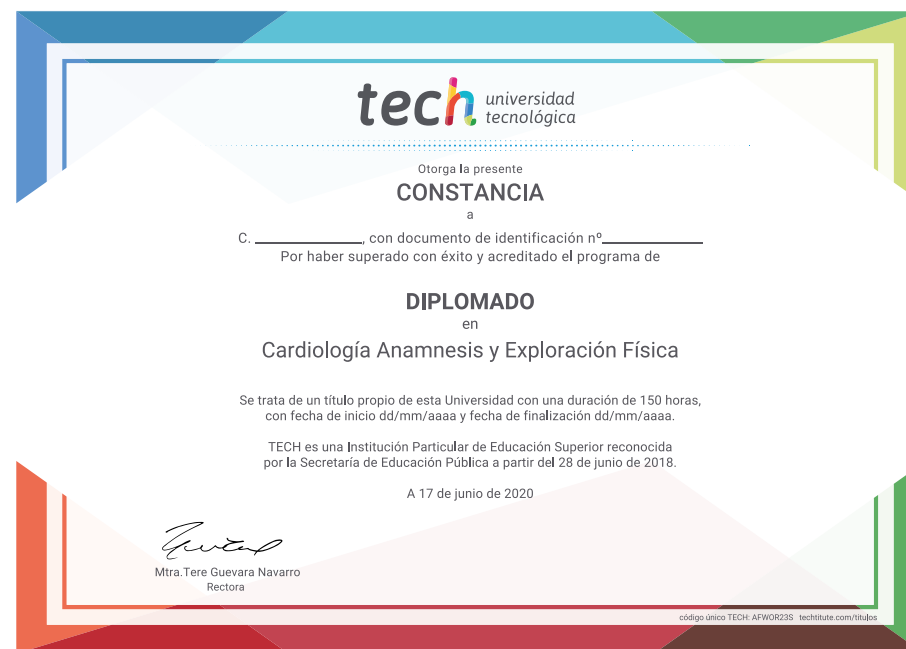 tech universidad
tecnológica
Otorga la presente
CONSTANCIA
a
C. ____________, con documento de identificación nº____________
Por haber superado con éxito y acreditado el programa de
DIPLOMADO
en
Cardiología Anamnesis y Exploración Física
Se trata de un título propio de esta Universidad con una duración de 150 horas,
con fecha de inicio dd/mm/aaaa y fecha de finalización dd/mm/aaaa.
TECH es una Institución Particular de Educación Superior reconocida
por la Secretaría de Educación Pública a partir del 28 de junio de 2018.
A 17 de junio de 2020
Mtra.Tere Guevara Navarro
Rectora
código único TECH: AFWOR23S techtitute.com/titulos